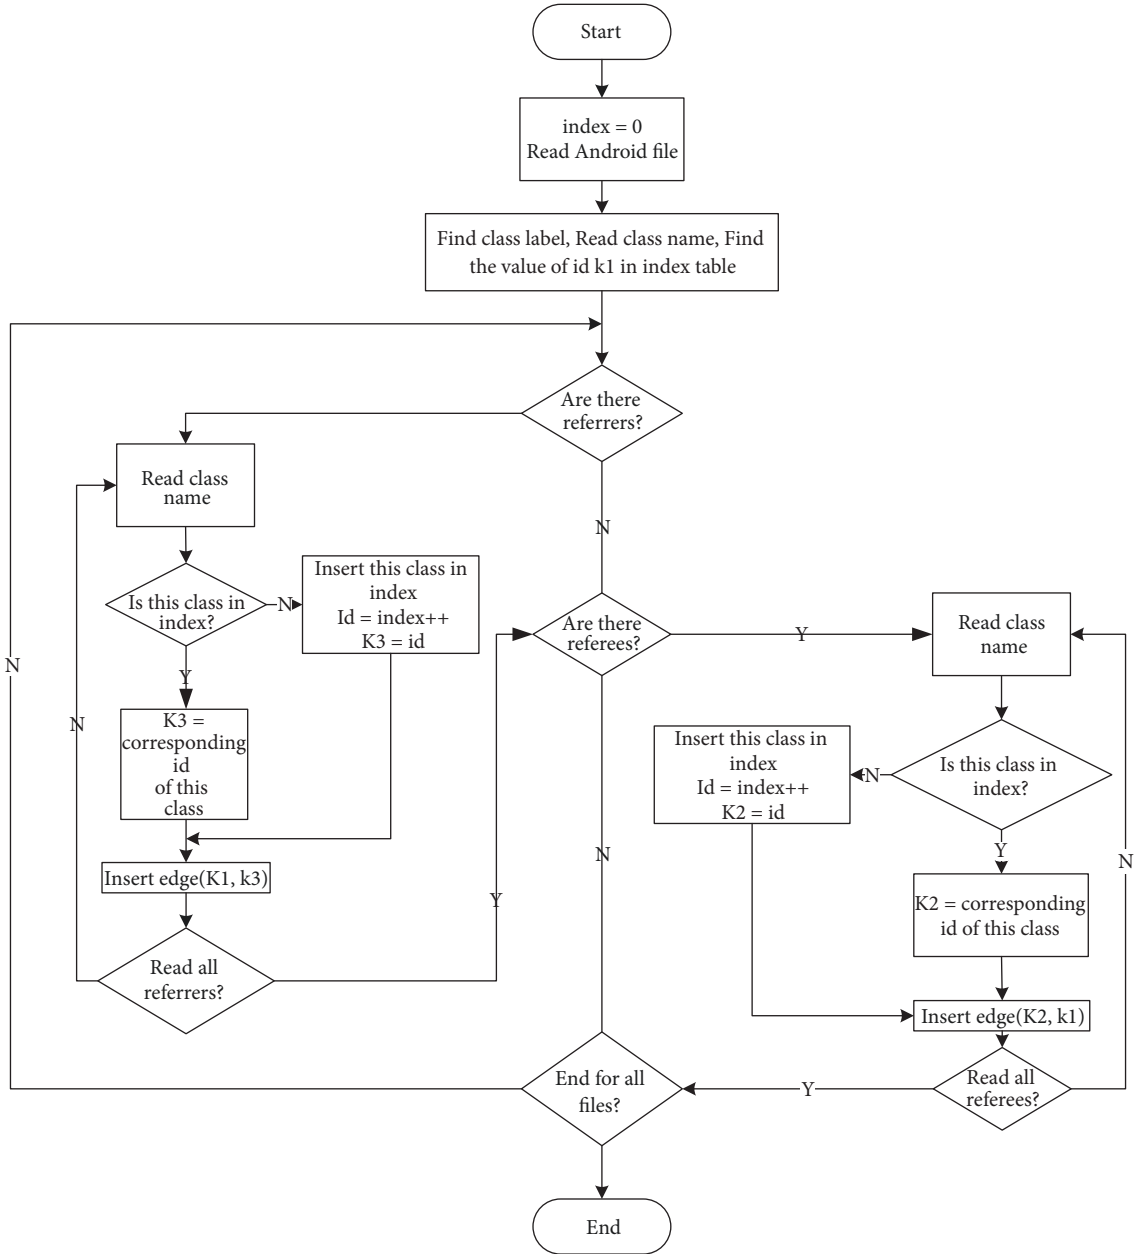 Start
index = 0
Read Android file
Find class label, Read class name, Find
the value of id k1 in index table
Are there
referrers?
Read class
name
N
Is this class in
index?
N
Insert this class in
index
Id = index++
K3 = id
Are there
referees?
Y
Read class
name
N
Y
N
K3 =
corresponding
id
of this
class
Insert this class in
index
Id = index++
K2 = id
N
Is this class in
index?
Y
N
N
Insert edge(K1, k3)
Y
K2 = corresponding
id of this class
Read all
referrers?
Insert edge(K2, k1)
End for all
files?
Y
Read all
referees?
End